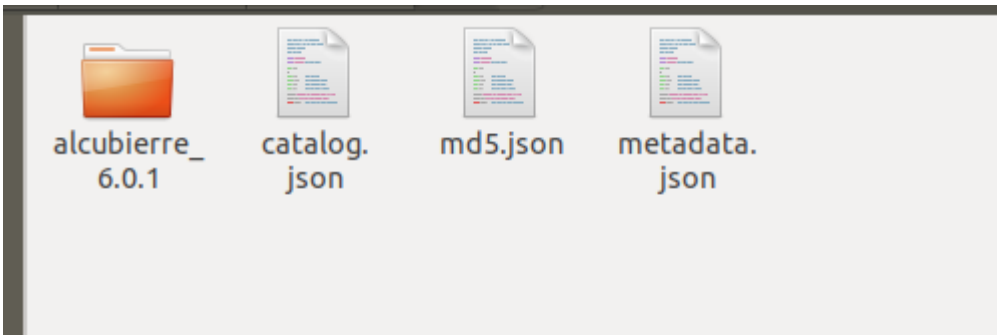 alcubierre_
6.0.1
catalog.
json
md5.json
metadata.
json